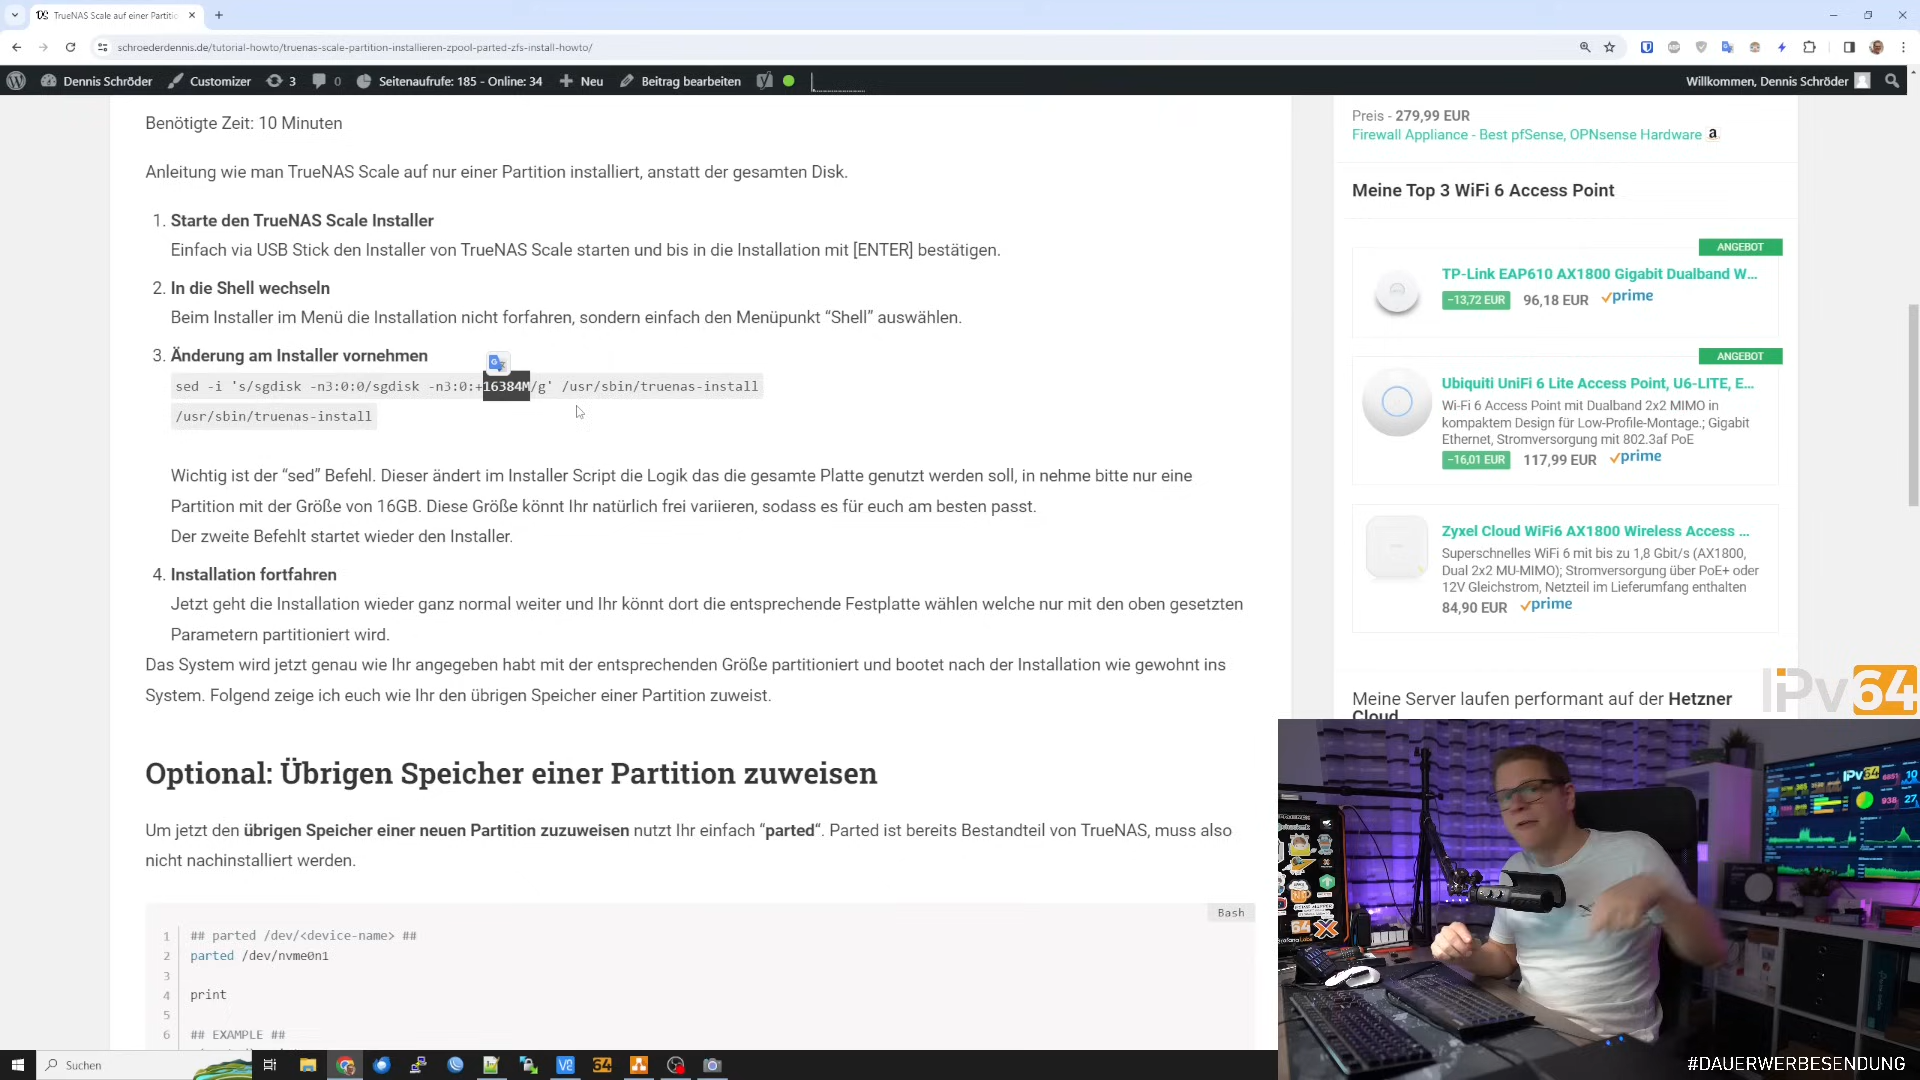 TrueNAS Scale auf einer Partitio
schroederdennis.de/tutorial-howto/truenas-scale-partition-installieren-zpool-parted-zfs-install-howto/
Dennis Schröder
Customizer
3
0
Seitenaufrufe: 185 - Online: 34
Neu
Beitrag bearbeiten
Willkommen, Dennis Schröder
Benötigte Zeit: 10 Minuten
Anleitung wie man TrueNAS Scale auf nur einer Partition installiert, anstatt der gesamten Disk.
1. Starte den TrueNAS Scale Installer
Einfach via USB Stick den Installer von TrueNAS Scale starten und bis in die Installation mit [ENTER] bestätigen.
2. In die Shell wechseln
Beim Installer im Menü die Installation nicht forfahren, sondern einfach den Menüpunkt “Shell” auswählen.
3. Änderung am Installer vornehmen
sed -i 's/sgdisk -n3:0:0/sgdisk -n3:0:+16384M/g' /usr/sbin/truenas-install
/usr/sbin/truenas-install
Wichtig ist der “sed” Befehl. Dieser ändert im Installer Script die Logik das die gesamte Platte genutzt werden soll, in nehme bitte nur eine
Partition mit der Größe von 16GB. Diese Größe könnt Ihr natürlich frei variieren, sodass es für euch am besten passt.
Der zweite Befehlt startet wieder den Installer.
4. Installation fortfahren
Jetzt geht die Installation wieder ganz normal weiter und Ihr könnt dort die entsprechende Festplatte wählen welche nur mit den oben gesetzten
Parametern partitioniert wird.
Das System wird jetzt genau wie Ihr angegeben habt mit der entsprechenden Größe partitioniert und bootet nach der Installation wie gewohnt ins
System. Folgend zeige ich euch wie Ihr den übrigen Speicher einer Partition zuweist.
Optional: Übrigen Speicher einer Partition zuweisen
Um jetzt den übrigen Speicher einer neuen Partition zuzuweisen nutzt Ihr einfach “parted“. Parted ist bereits Bestandteil von TrueNAS, muss also
nicht nachinstalliert werden.
Bash
1 ## parted /dev/<device-name> ##
2 parted /dev/nvme0n1
3
4 print
5
6 ## EXAMPLE ##
Preis - 279,99 EUR
Firewall Appliance - Best pfSense, OPNsense Hardware
Meine Top 3 WiFi 6 Access Point
ANGEBOT
TP-Link EAP610 AX1800 Gigabit Dualband W...
−13,72 EUR 96,18 EUR prime
ANGEBOT
Ubiquiti UniFi 6 Lite Access Point, U6-LITE, E...
Wi-Fi 6 Access Point mit Dualband 2x2 MIMO in
kompaktem Design für Low-Profile-Montage.; Gigabit
Ethernet, Stromversorgung mit 802.3af PoE
−16,01 EUR 117,99 EUR prime
Zyxel Cloud WiFi6 AX1800 Wireless Access ...
Superschnelles WiFi 6 mit bis zu 1,8 Gbit/s (AX1800,
Dual 2x2 MU-MIMO); Stromversorgung über PoE+ oder
12V Gleichstrom, Netzteil im Lieferumfang enthalten
84,90 EUR prime
Meine Server laufen performant auf der Hetzner
Cloud
IPv64
IPv64
Suchen
#DAUERWERBESENDUNG